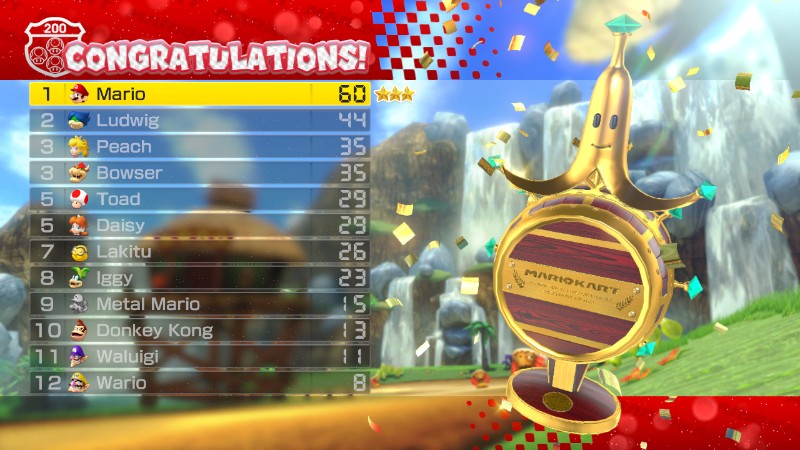 200
CONGRATULATIONS!
1 Mario 60
2 Ludwig 44
3 Peach 35
3 Bowser 35
5 Toad 29
5 Daisy 29
7 Lakitu 26
8 Iggy 23
9 Metal Mario 15
10 Donkey Kong 13
11 Waluigi 11
12 Wario 8
MARIOKART